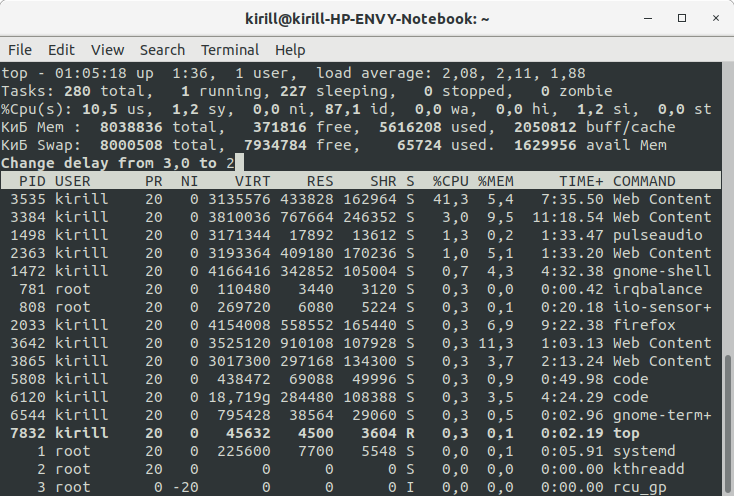 kirill@kirill-HP-ENVY-Notebook: ~
File Edit View Search Terminal Help
top - 01:05:18 up  1:36,  1 user,  load average: 2,08, 2,11, 1,88
Tasks: 280 total,   1 running, 227 sleeping,   0 stopped,   0 zombie
%Cpu(s): 10,5 us,  1,2 sy,  0,0 ni, 87,1 id,  0,0 wa,  0,0 hi,  1,2 si,  0,0 st
КиБ Mem :  8038836 total,   371816 free,  5616208 used,  2050812 buff/cache
КиБ Swap:  8000508 total,  7934784 free,    65724 used.  1629956 avail Mem
Change delay from 3,0 to 2
PID USER PR NI VIRT RES SHR S %CPU %MEM TIME+ COMMAND
3535 kirill 20 0 3135576 433828 162964 S 41,3 5,4 7:35.50 Web Content
3384 kirill 20 0 3810036 767664 246352 S 3,0 9,5 11:18.54 Web Content
1498 kirill 20 0 3171344 17892 13612 S 1,3 0,2 1:33.47 pulseaudio
2363 kirill 20 0 3193364 409180 170236 S 1,0 5,1 1:33.20 Web Content
1472 kirill 20 0 4166416 342852 105004 S 0,7 4,3 4:32.38 gnome-shell
781 root 20 0 110480 3440 3120 S 0,3 0,0 0:00.42 irqbalance
808 root 20 0 269720 6080 5224 S 0,3 0,1 0:20.18 iio-sensor+
2033 kirill 20 0 4154008 558552 165440 S 0,3 6,9 9:22.38 firefox
3642 kirill 20 0 3525120 910108 107928 S 0,3 11,3 1:03.13 Web Content
3865 kirill 20 0 3017300 297168 134300 S 0,3 3,7 2:13.24 Web Content
5808 kirill 20 0 438472 69088 49996 S 0,3 0,9 0:49.98 code
6120 kirill 20 0 18,719g 284480 108388 S 0,3 3,5 4:24.29 code
6544 kirill 20 0 795428 38564 29060 S 0,3 0,5 0:02.96 gnome-term+
7832 kirill 20 0 45632 4500 3604 R 0,3 0,1 0:02.19 top
1 root 20 0 225600 7700 5548 S 0,0 0,1 0:05.91 systemd
2 root 20 0 0 0 0 S 0,0 0,0 0:00.00 kthreadd
3 root 0 -20 0 0 0 I 0,0 0,0 0:00.00 rcu_gp